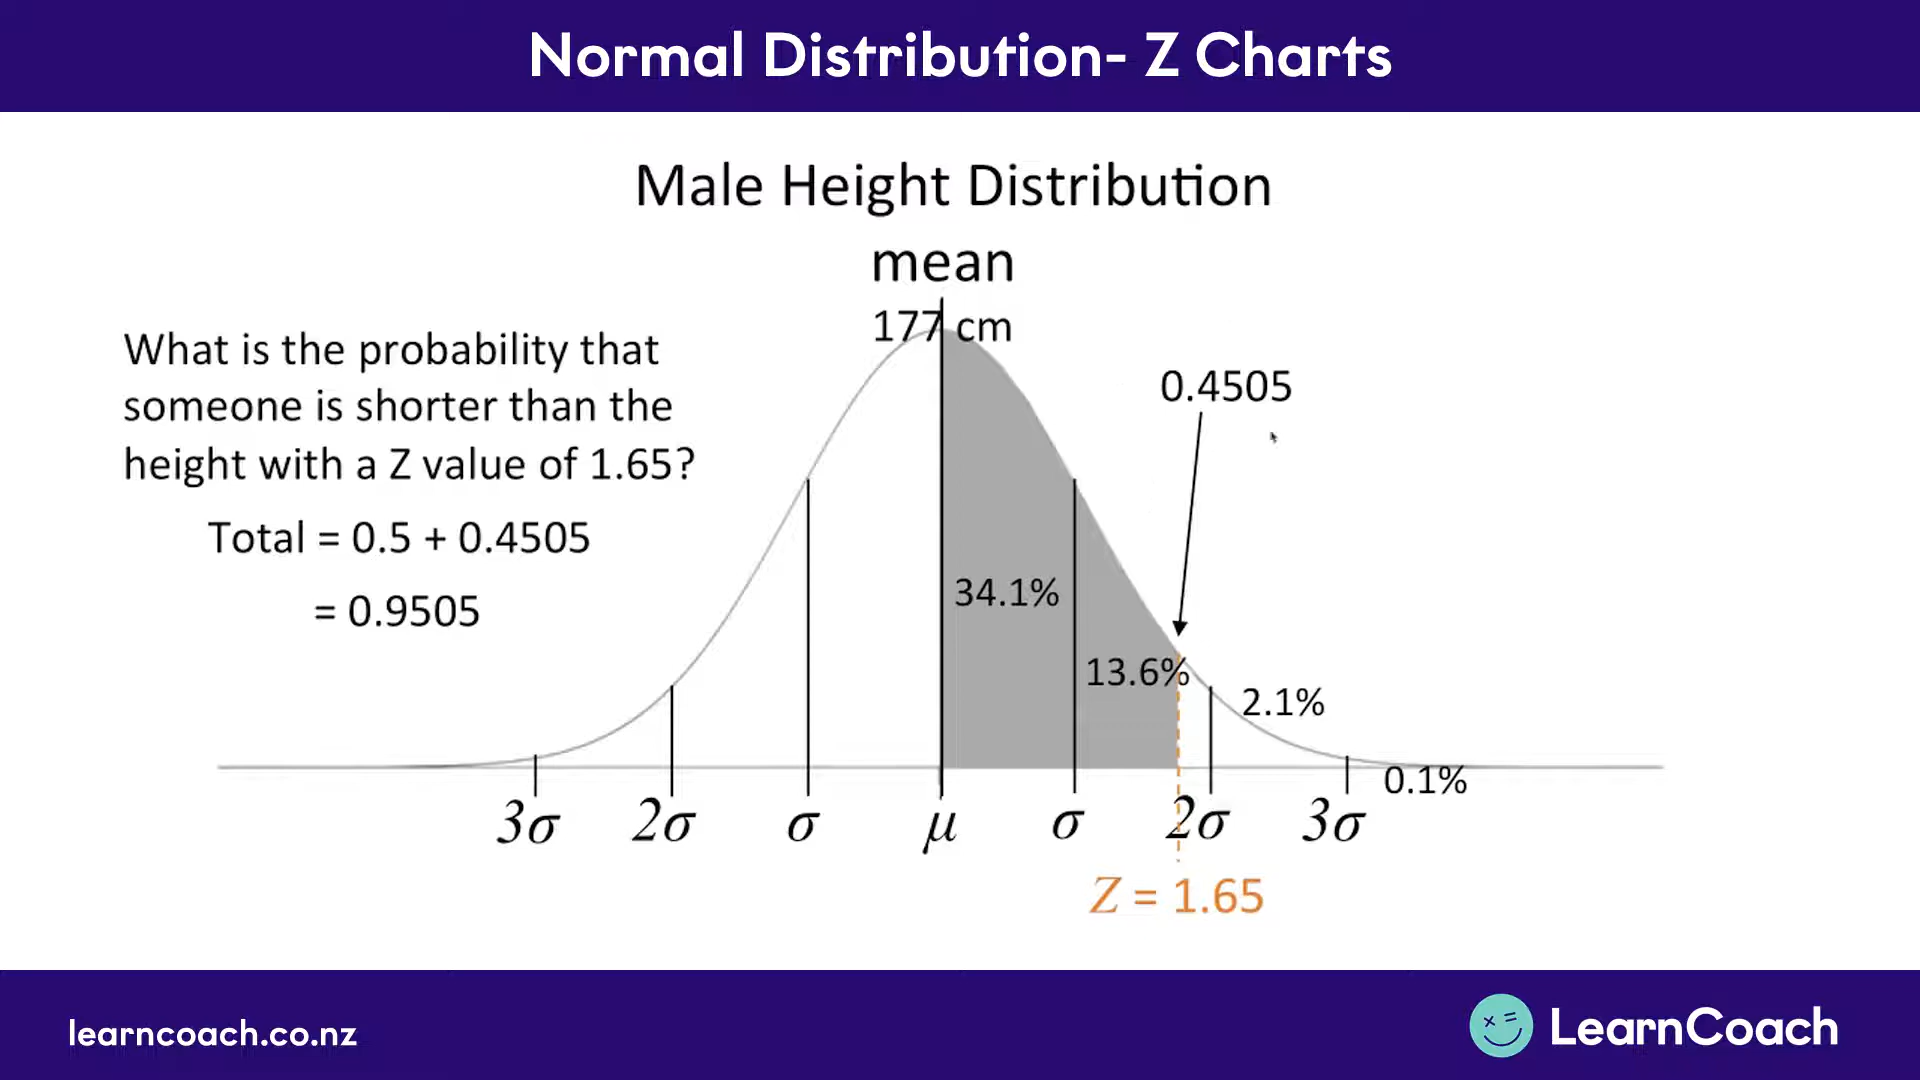 Normal Distribution- Z Charts
Male Height Distribution
mean
177 cm
What is the probability that
someone is shorter than the
height with a Z value of 1.65?
Total = 0.5 + 0.4505
= 0.9505
0.4505
34.1%
13.6%
2.1%
0.1%
3σ 2σ σ μ σ 2σ 3σ
Z = 1.65
learncoach.co.nz
LearnCoach